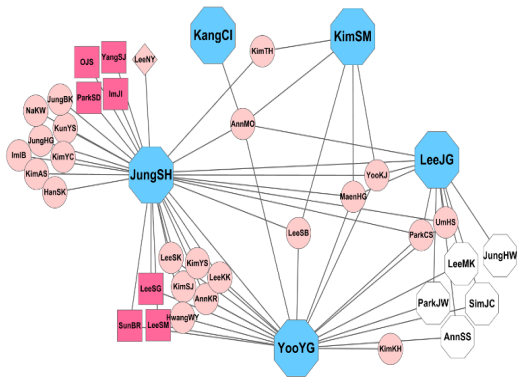 KangCI
KimSM
OJS
YangSJ
LeeNY
KimTH
ParkSD
ImJI
JungBK
NaKW
KunYS
AnnMO
JungHG
ImIB
KimYC
KimAS
JungSH
LeeJG
YooKJ
HanSK
MaenHG
UmHS
LeeSB
ParkCS
LeeSK
KimYS
LeeMK
JungHW
LeeKK
LeeSG
KimSJ
AnnKR
ParkJW
SimJC
HwangWY
SunBR
LeeSM
AnnSS
YooYG
KimKH